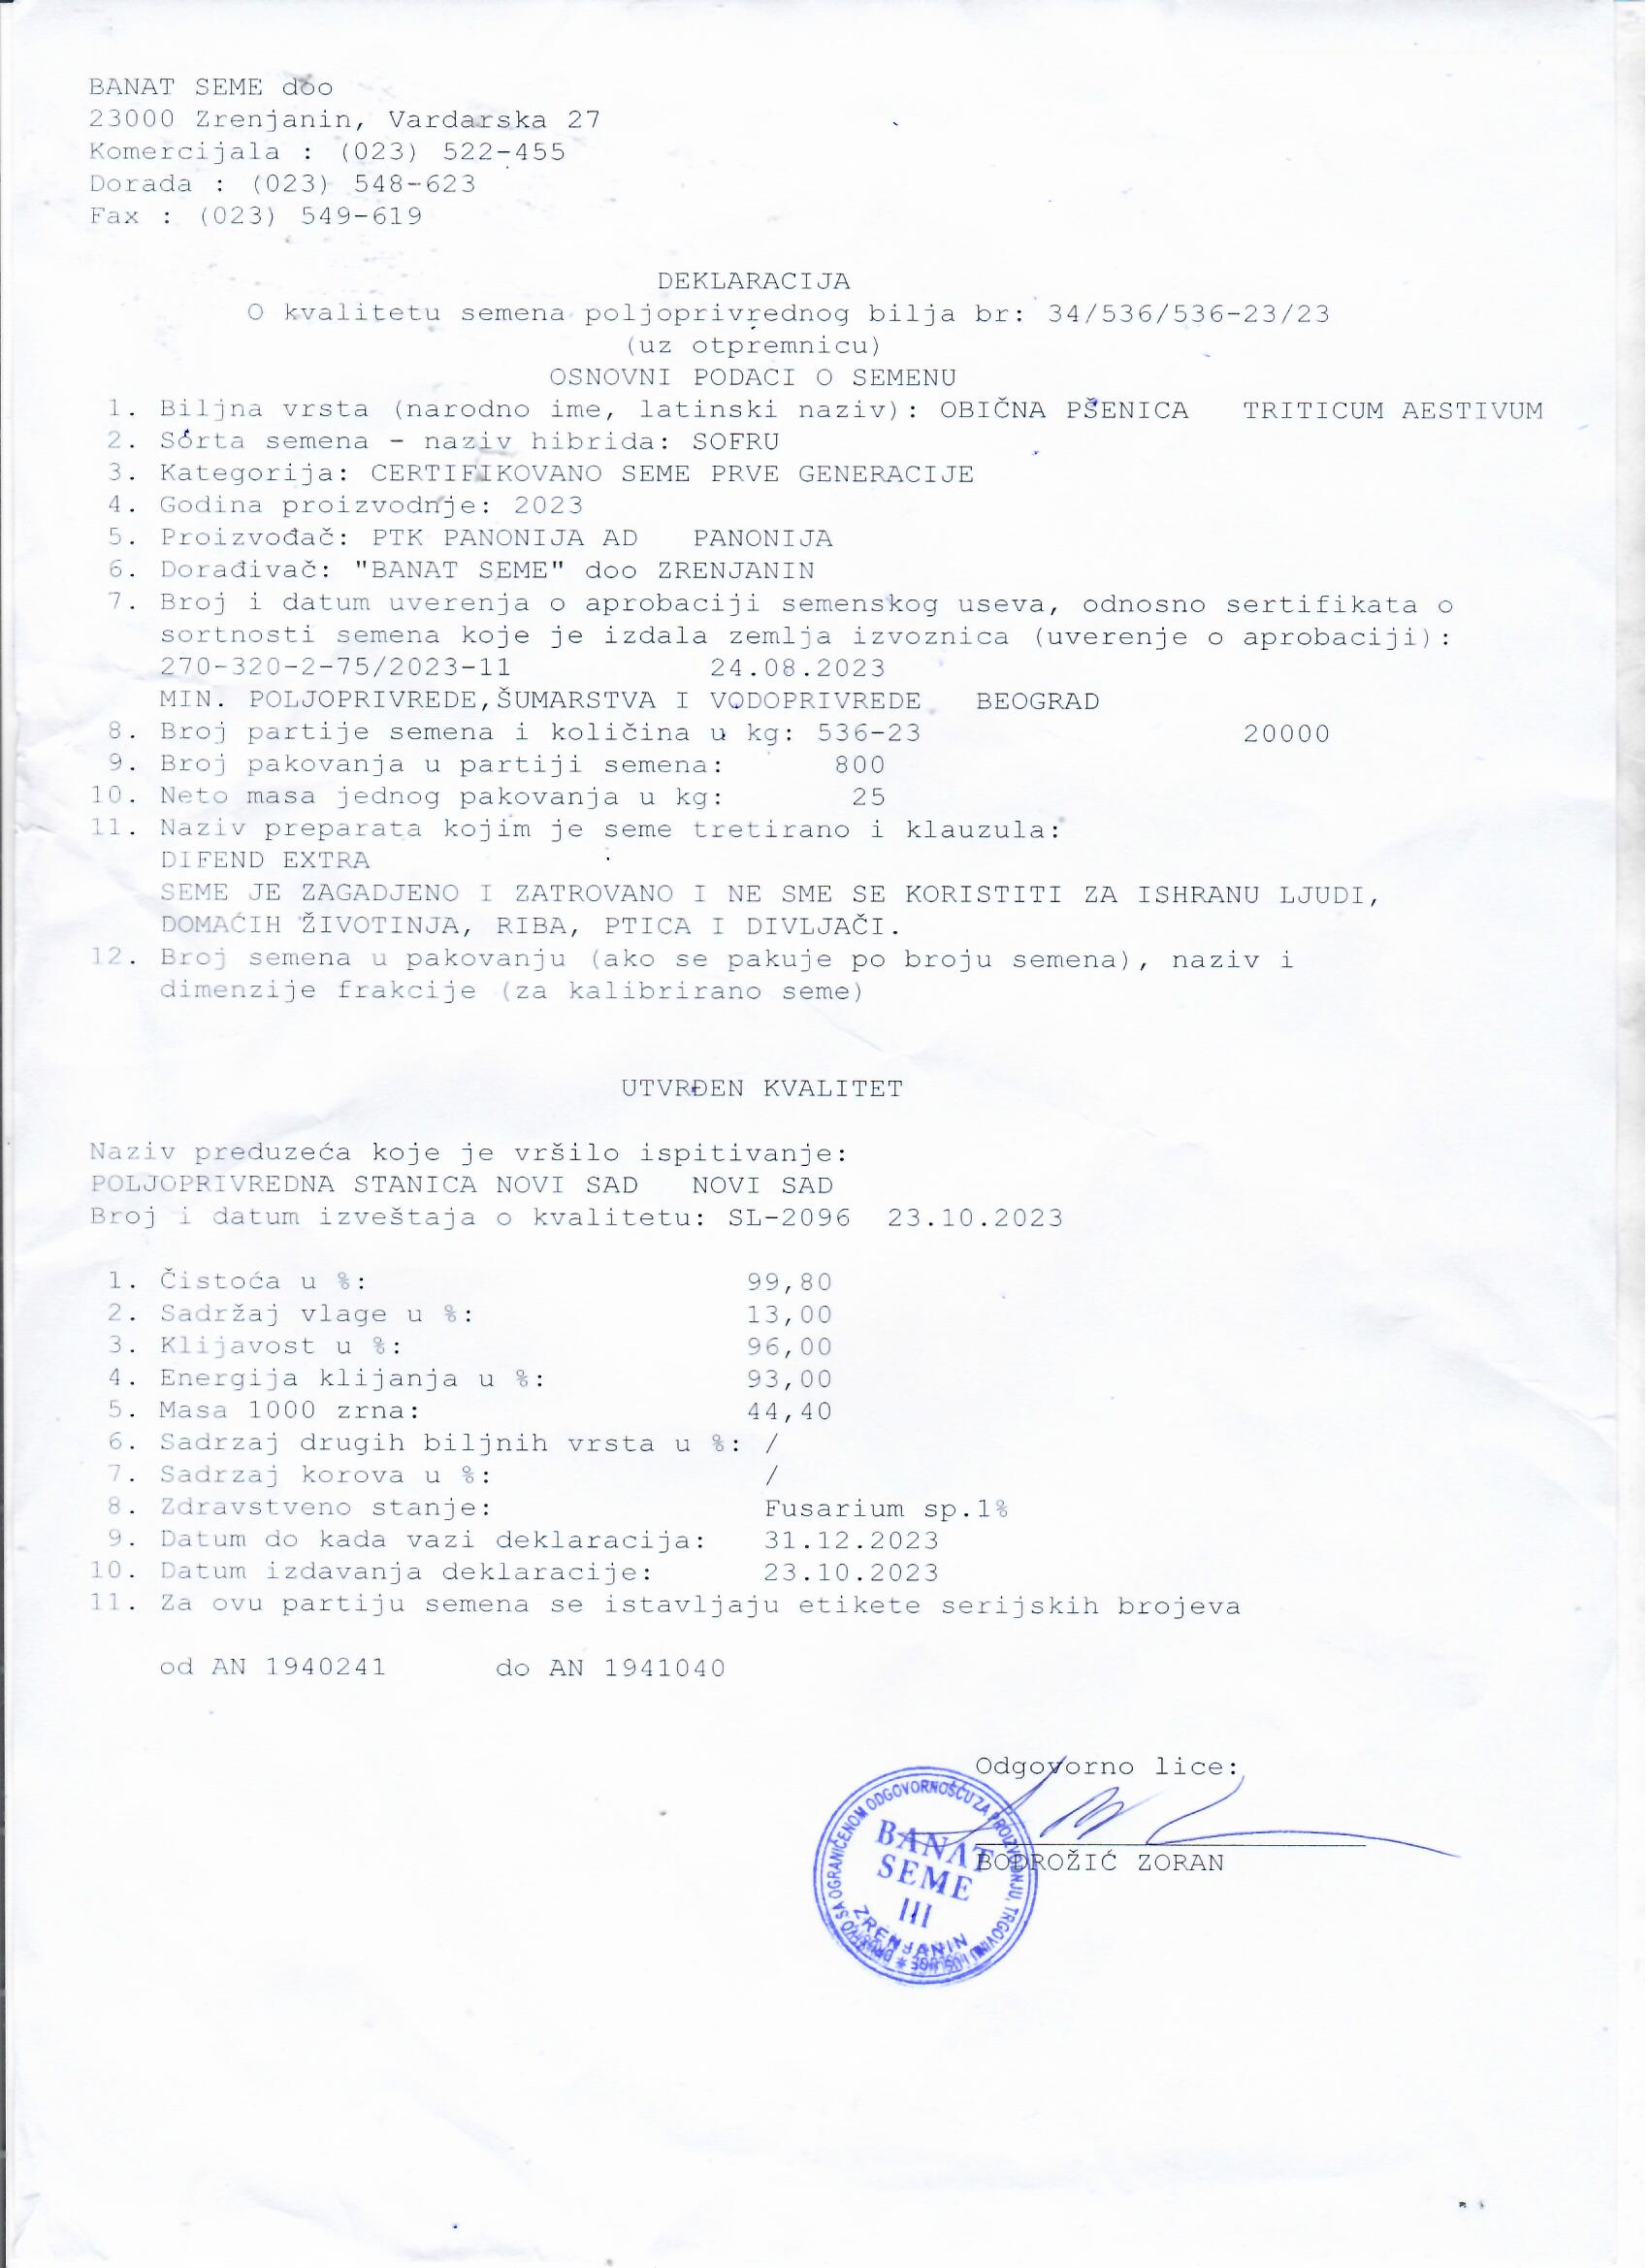 BANAT SEME doo
23000 Zrenjanin, Vardarska 27
Komercijala : (023) 522-455
Dorada : (023) 548-623
Fax : (023) 549-619
DEKLARACIJA
O kvalitetu semena poljoprivrednog bilja br: 34/536/536-23/23
(uz otpremnicu)
OSNOVNI PODACI O SEMENU
1. Biljna vrsta (narodno ime, latinski naziv): OBIČNA PŠENICA TRITICUM AESTIVUM
2. Sorta semena - naziv hibrida: SOFRU
3. Kategorija: CERTIFIKOVANO SEME PRVE GENERACIJE
4. Godina proizvodnje: 2023
5. Proizvođač: PTK PANONIJA AD PANONIJA
6. Dorađivač: "BANAT SEME" doo ZRENJANIN
7. Broj i datum uverenja o aprobaciji semenskog useva, odnosno sertifikata o
sortnosti semena koje je izdala zemlja izvoznica (uverenje o aprobaciji):
270-320-2-75/2023-11 24.08.2023
MIN. POLJOPRIVREDE,ŠUMARSTVA I VODOPRIVREDE BEOGRAD
8. Broj partije semena i količina u kg: 536-23 20000
9. Broj pakovanja u partiji semena: 800
10. Neto masa jednog pakovanja u kg: 25
11. Naziv preparata kojim je seme tretirano i klauzula:
DIFEND EXTRA
SEME JE ZAGADJENO I ZATROVANO I NE SME SE KORISTITI ZA ISHRANU LJUDI,
DOMAĆIH ŽIVOTINJA, RIBA, PTICA I DIVLJAČI.
12. Broj semena u pakovanju (ako se pakuje po broju semena), naziv i
dimenzije frakcije (za kalibrirano seme)
UTVRĐEN KVALITET
Naziv preduzeća koje je vršilo ispitivanje:
POLJOPRIVREDNA STANICA NOVI SAD NOVI SAD
Broj i datum izveštaja o kvalitetu: SL-2096 23.10.2023
1. Čistoća u %: 99,80
2. Sadržaj vlage u %: 13,00
3. Klijavost u %: 96,00
4. Energija klijanja u %: 93,00
5. Masa 1000 zrna: 44,40
6. Sadrzaj drugih biljnih vrsta u %: /
7. Sadrzaj korova u %: /
8. Zdravstveno stanje: Fusarium sp.1%
9. Datum do kada vazi deklaracija: 31.12.2023
10. Datum izdavanja deklaracije: 23.10.2023
11. Za ovu partiju semena se istavljaju etikete serijskih brojeva
od AN 1940241 do AN 1941040
Odgovorno lice:
BODROŽIĆ ZORAN
DRUŠTVO SA OGRANIČENOM ODGOVORNOŠĆU ZA PROIZVODNJU, TRGOVINU I USLUGE
BANAT
SEME
III
ZRENJANIN